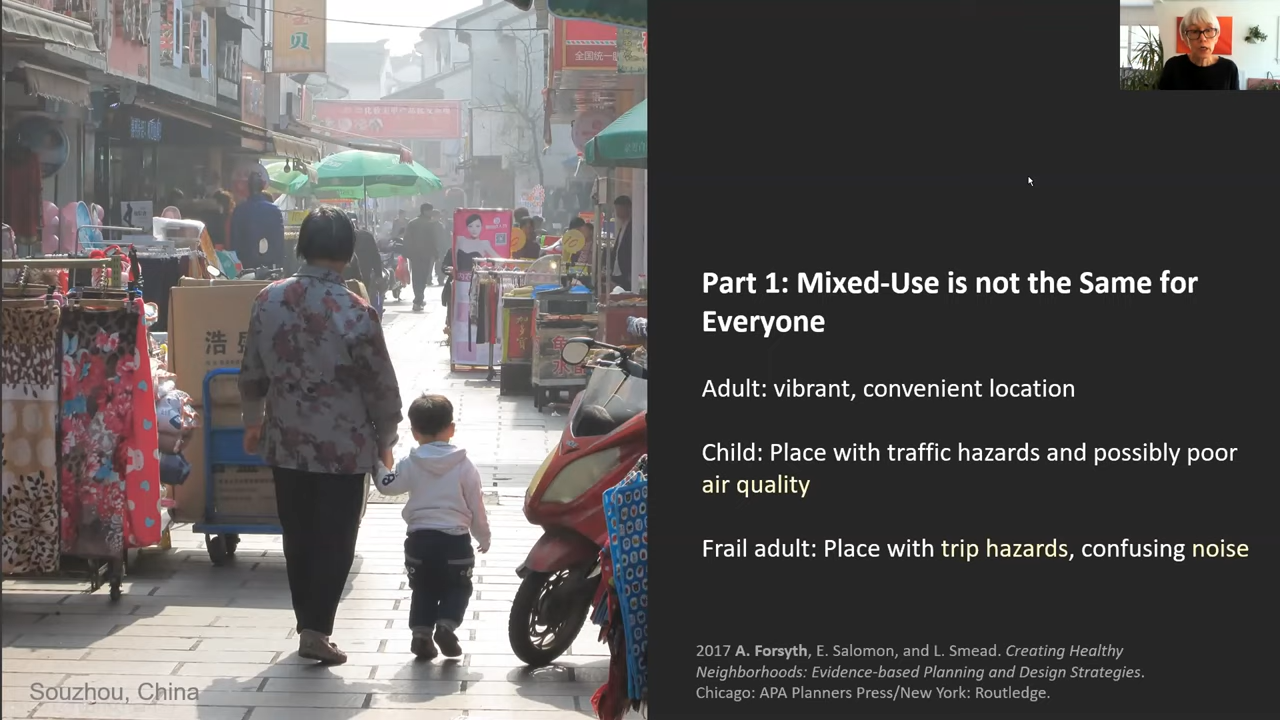 宝
贝
全国统一
浩
Part 1: Mixed-Use is not the Same for
Everyone
Adult: vibrant, convenient location
Child: Place with traffic hazards and possibly poor
air quality
Frail adult: Place with trip hazards, confusing noise
2017 A. Forsyth, E. Salomon, and L. Smead. Creating Healthy
Neighborhoods: Evidence-based Planning and Design Strategies.
Chicago: APA Planners Press/New York: Routledge.
Souzhou, China